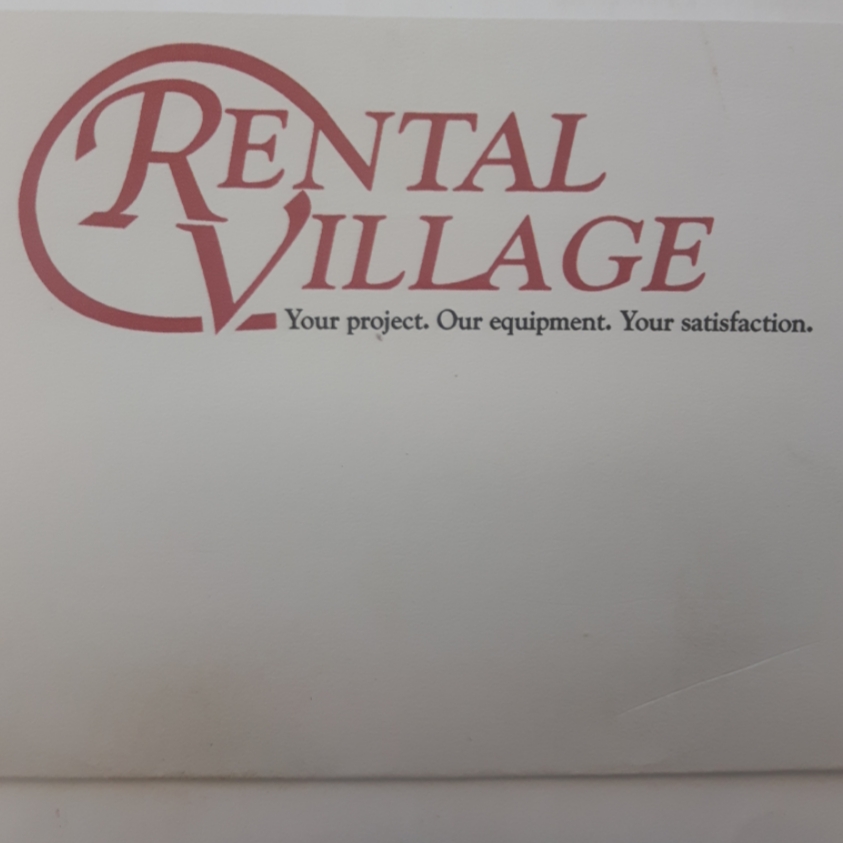 RENTAL
VILLAGE
Your project. Our equipment. Your satisfaction.